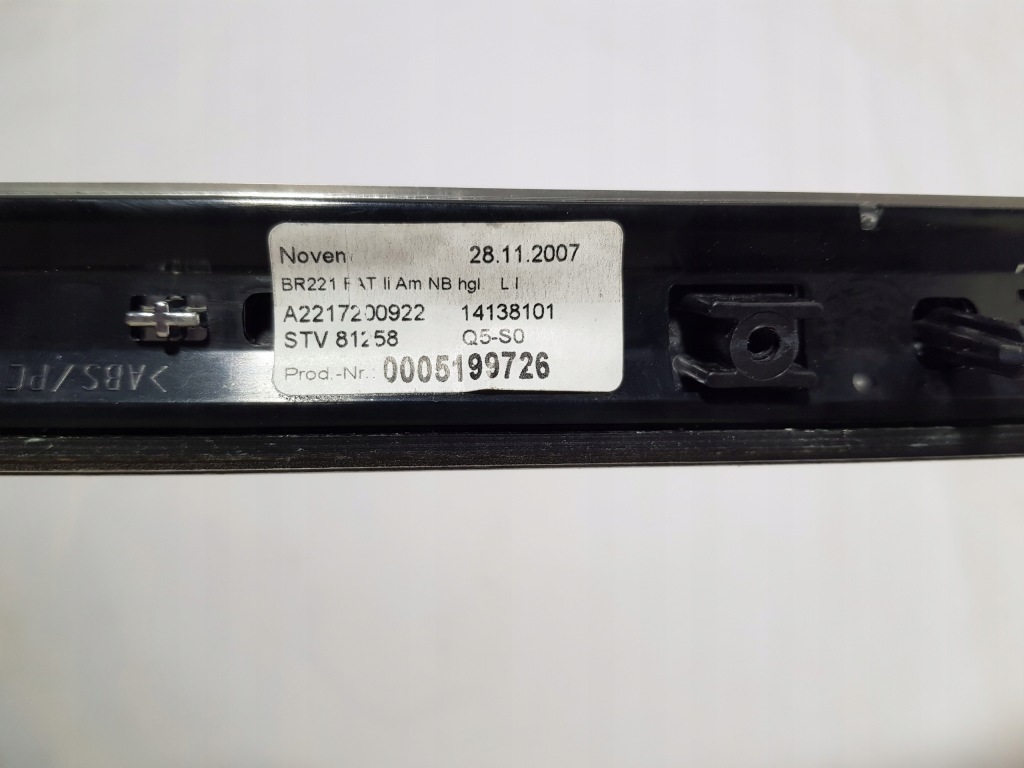 Noven 28.11.2007
BR221 FAT li Am NB hgl LI
A2217200922 14138101
STV 81258 Q5-S0
Prod.-Nr.: 0005199726
>ABS/PC